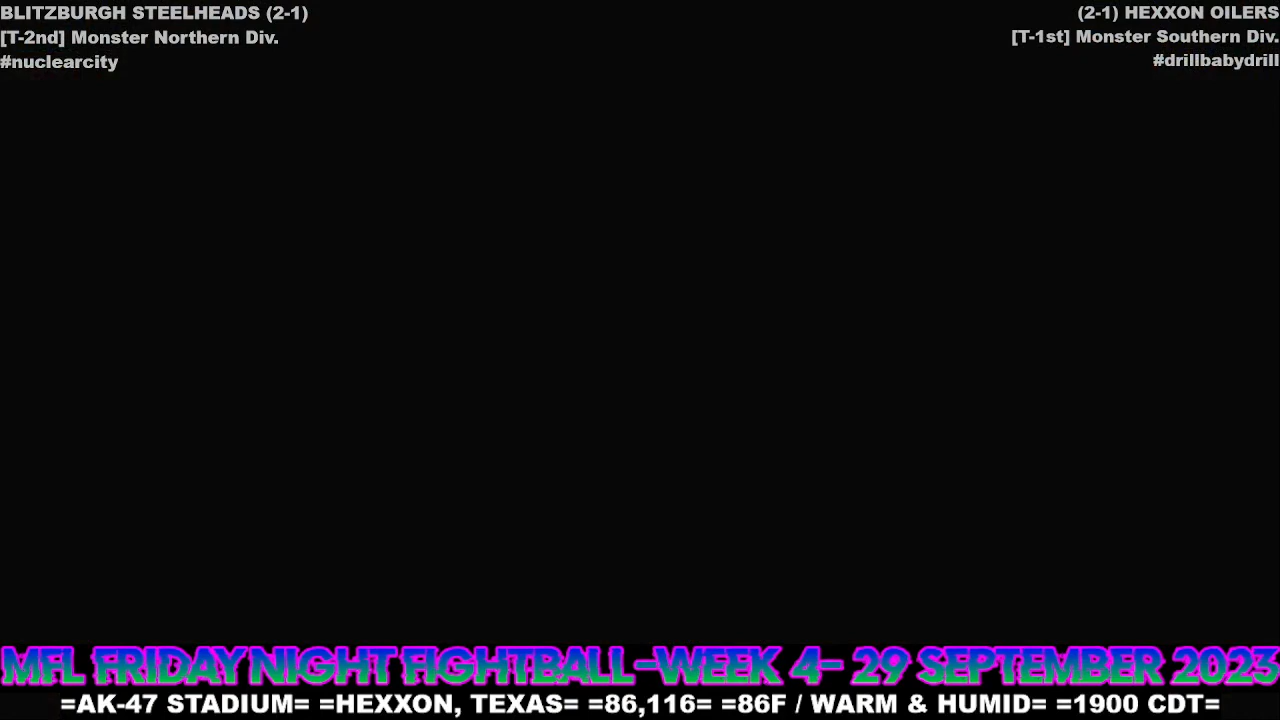 BLITZBURGH STEELHEADS (2-1)
[T-2nd] Monster Northern Div.
#nuclearcity
(2-1) HEXXON OILERS
[T-1st] Monster Southern Div.
#drillbabydrill
MFL FRIDAY NIGHT FIGHTBALL -WEEK 4- 29 SEPTEMBER 2023
=AK-47 STADIUM= =HEXXON, TEXAS= =86,116= =86F / WARM & HUMID= =1900 CDT=